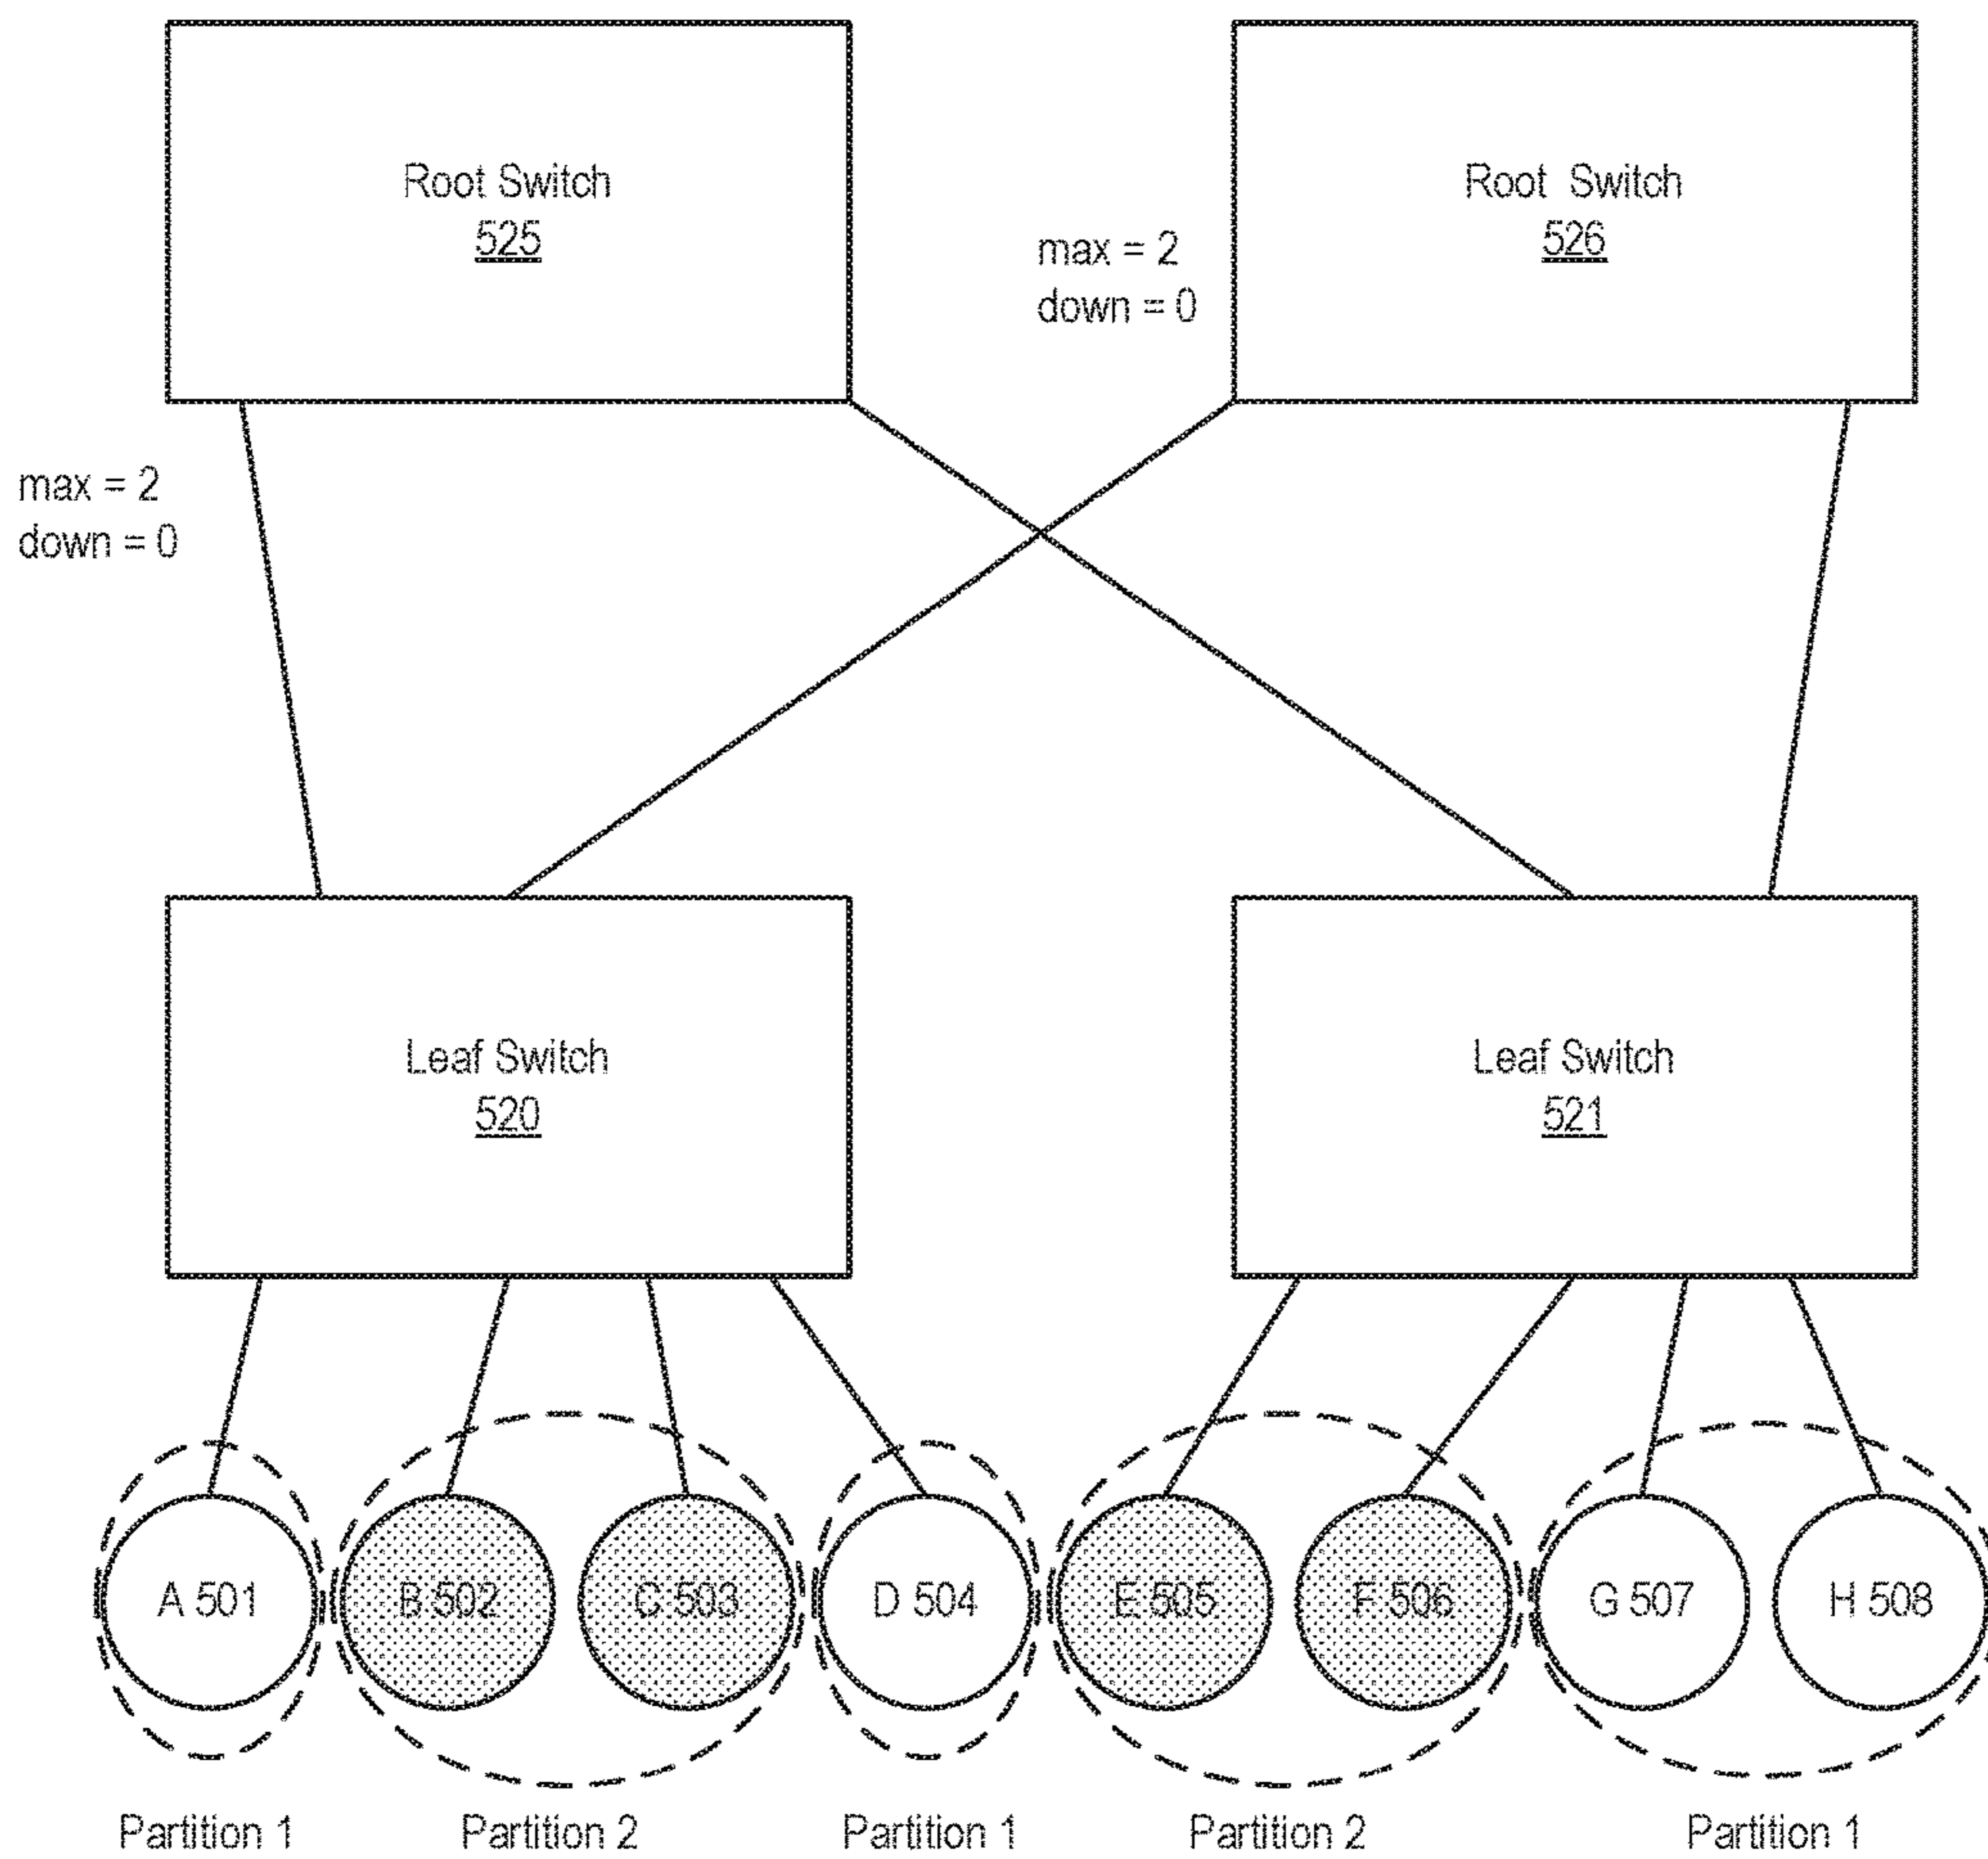 Root Switch
525
Root Switch
526
max = 2
down = 0
max = 2
down = 0
Leaf Switch
520
Leaf Switch
521
A 501
B 502
C 503
D 504
E 505
F 506
G 507
H 508
Partition 1
Partition 2
Partition 1
Partition 2
Partition 1